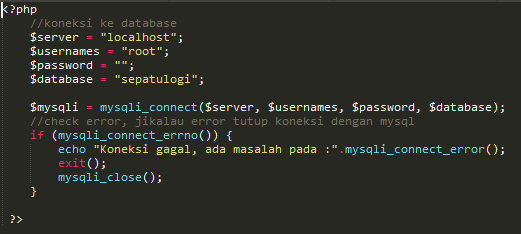 <?php
//koneksi ke database
$server = "localhost";
$usernames = "root";
$password = "";
$database = "sepatulogi";
$mysqli = mysqli_connect($server, $usernames, $password, $database);
//check error, jikalau error tutup koneksi dengan mysql
if (mysqli_connect_errno()) {
echo "Koneksi gagal, ada masalah pada :".mysqli_connect_error();
exit();
mysqli_close();
}
?>